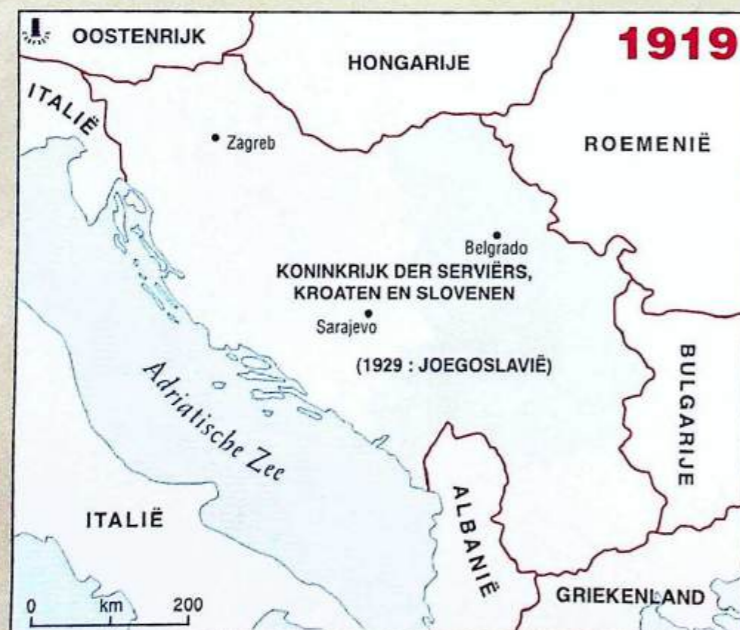 OOSTENRIJK
HONGARIJE
1919
ITALIË
ROEMENIË
Zagreb
Belgrado
KONINKRIJK DER SERVIËRS,
KROATEN EN SLOVENEN
Sarajevo
(1929 : JOEGOSLAVIË)
Adriatische Zee
BULGARIJE
ITALIË
ALBANIË
GRIEKENLAND
0 km 200